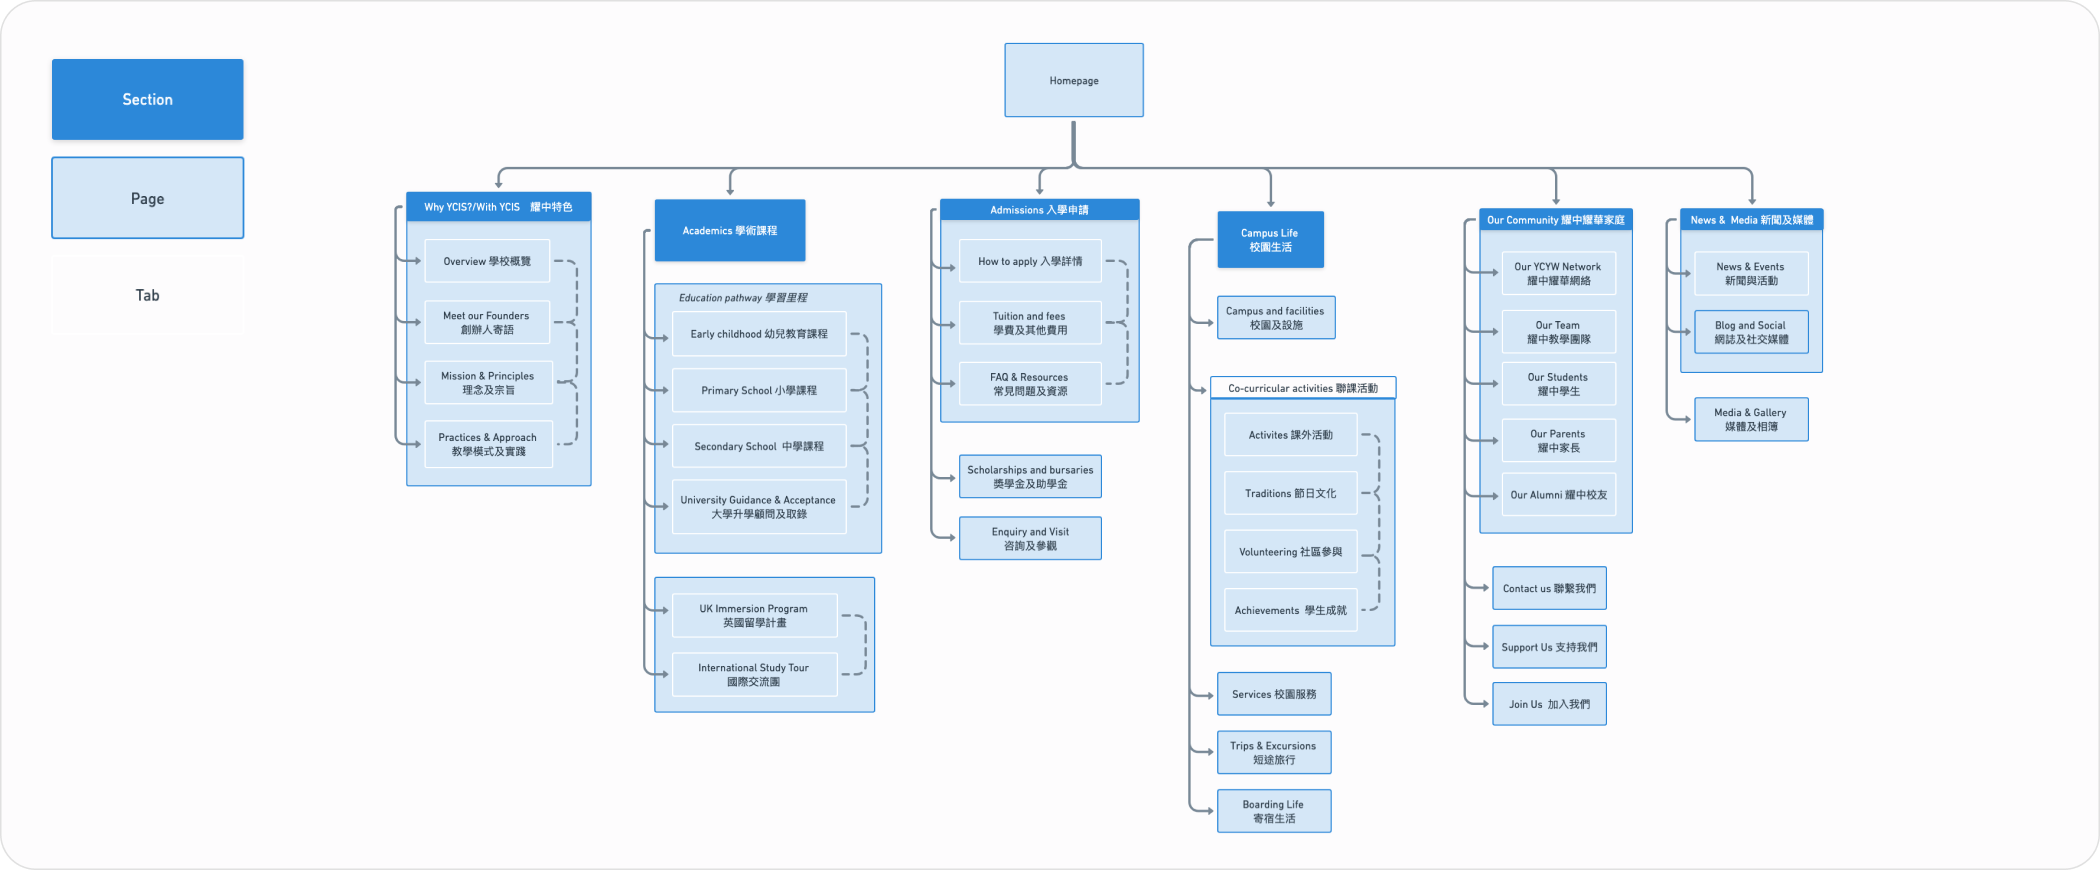 Section
Page
Tab
Homepage
Why YCIS?/With YCIS 耀中特色
Overview 學校概覽
Meet our Founders
創辦人寄語
Mission & Principles
理念及宗旨
Practices & Approach
教學模式及實踐
Academics 學術課程
Education pathway 學習里程
Early childhood 幼兒教育課程
Primary School 小學課程
Secondary School 中學課程
University Guidance & Acceptance
大學升學顧問及取錄
UK Immersion Program
英國留學計畫
International Study Tour
國際交流團
Admissions 入學申請
How to apply 入學詳情
Tuition and fees
學費及其他費用
FAQ & Resources
常見問題及資源
Scholarships and bursaries
獎學金及助學金
Enquiry and Visit
咨詢及參觀
Campus Life
校園生活
Campus and facilities
校園及設施
Co-curricular activities 聯課活動
Activites 課外活動
Traditions 節日文化
Volunteering 社區參與
Achievements 學生成就
Services 校園服務
Trips & Excursions
短途旅行
Boarding Life
寄宿生活
Our Community 耀中耀華家庭
Our YCYW Network
耀中耀華網絡
Our Team
耀中教學團隊
Our Students
耀中學生
Our Parents
耀中家長
Our Alumni 耀中校友
Contact us 聯繫我們
Support Us 支持我們
Join Us 加入我們
News & Media 新聞及媒體
News & Events
新聞與活動
Blog and Social
網誌及社交媒體
Media & Gallery
媒體及相簿